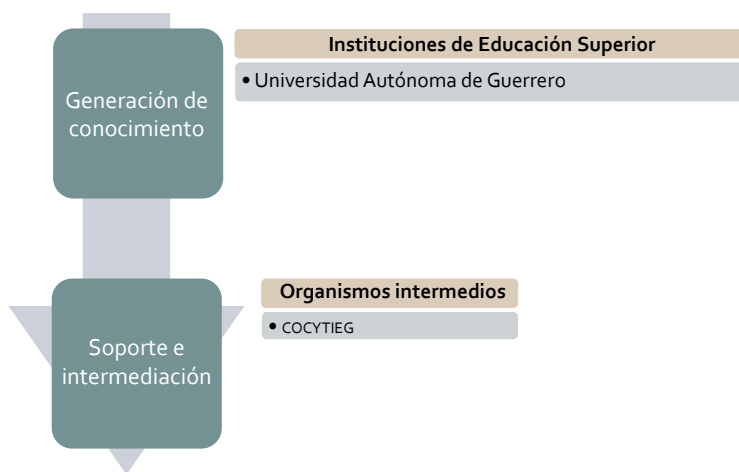 Generación de
conocimiento
Instituciones de Educación Superior
• Universidad Autónoma de Guerrero
Soporte e
intermediación
Organismos intermedios
• COCYTIEG